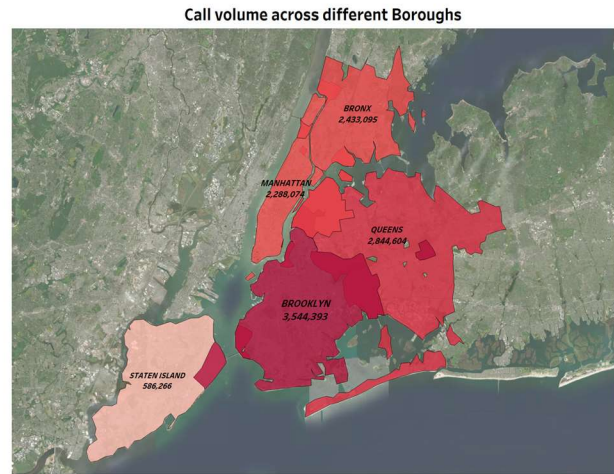 Call volume across different Boroughs
BRONX
2,433,095
MANHATTAN
2,288,074
QUEENS
2,844,604
BROOKLYN
3,544,393
STATEN ISLAND
586,266